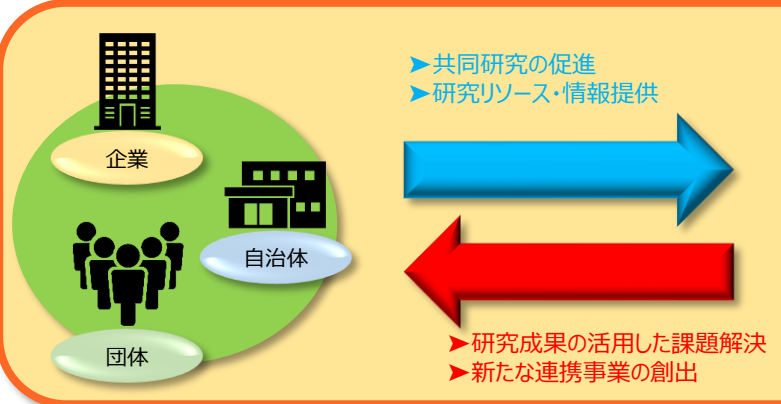 ➤共同研究の促進
➤研究リソース・情報提供
企業
自治体
団体
➤研究成果の活用した課題解決
➤新たな連携事業の創出